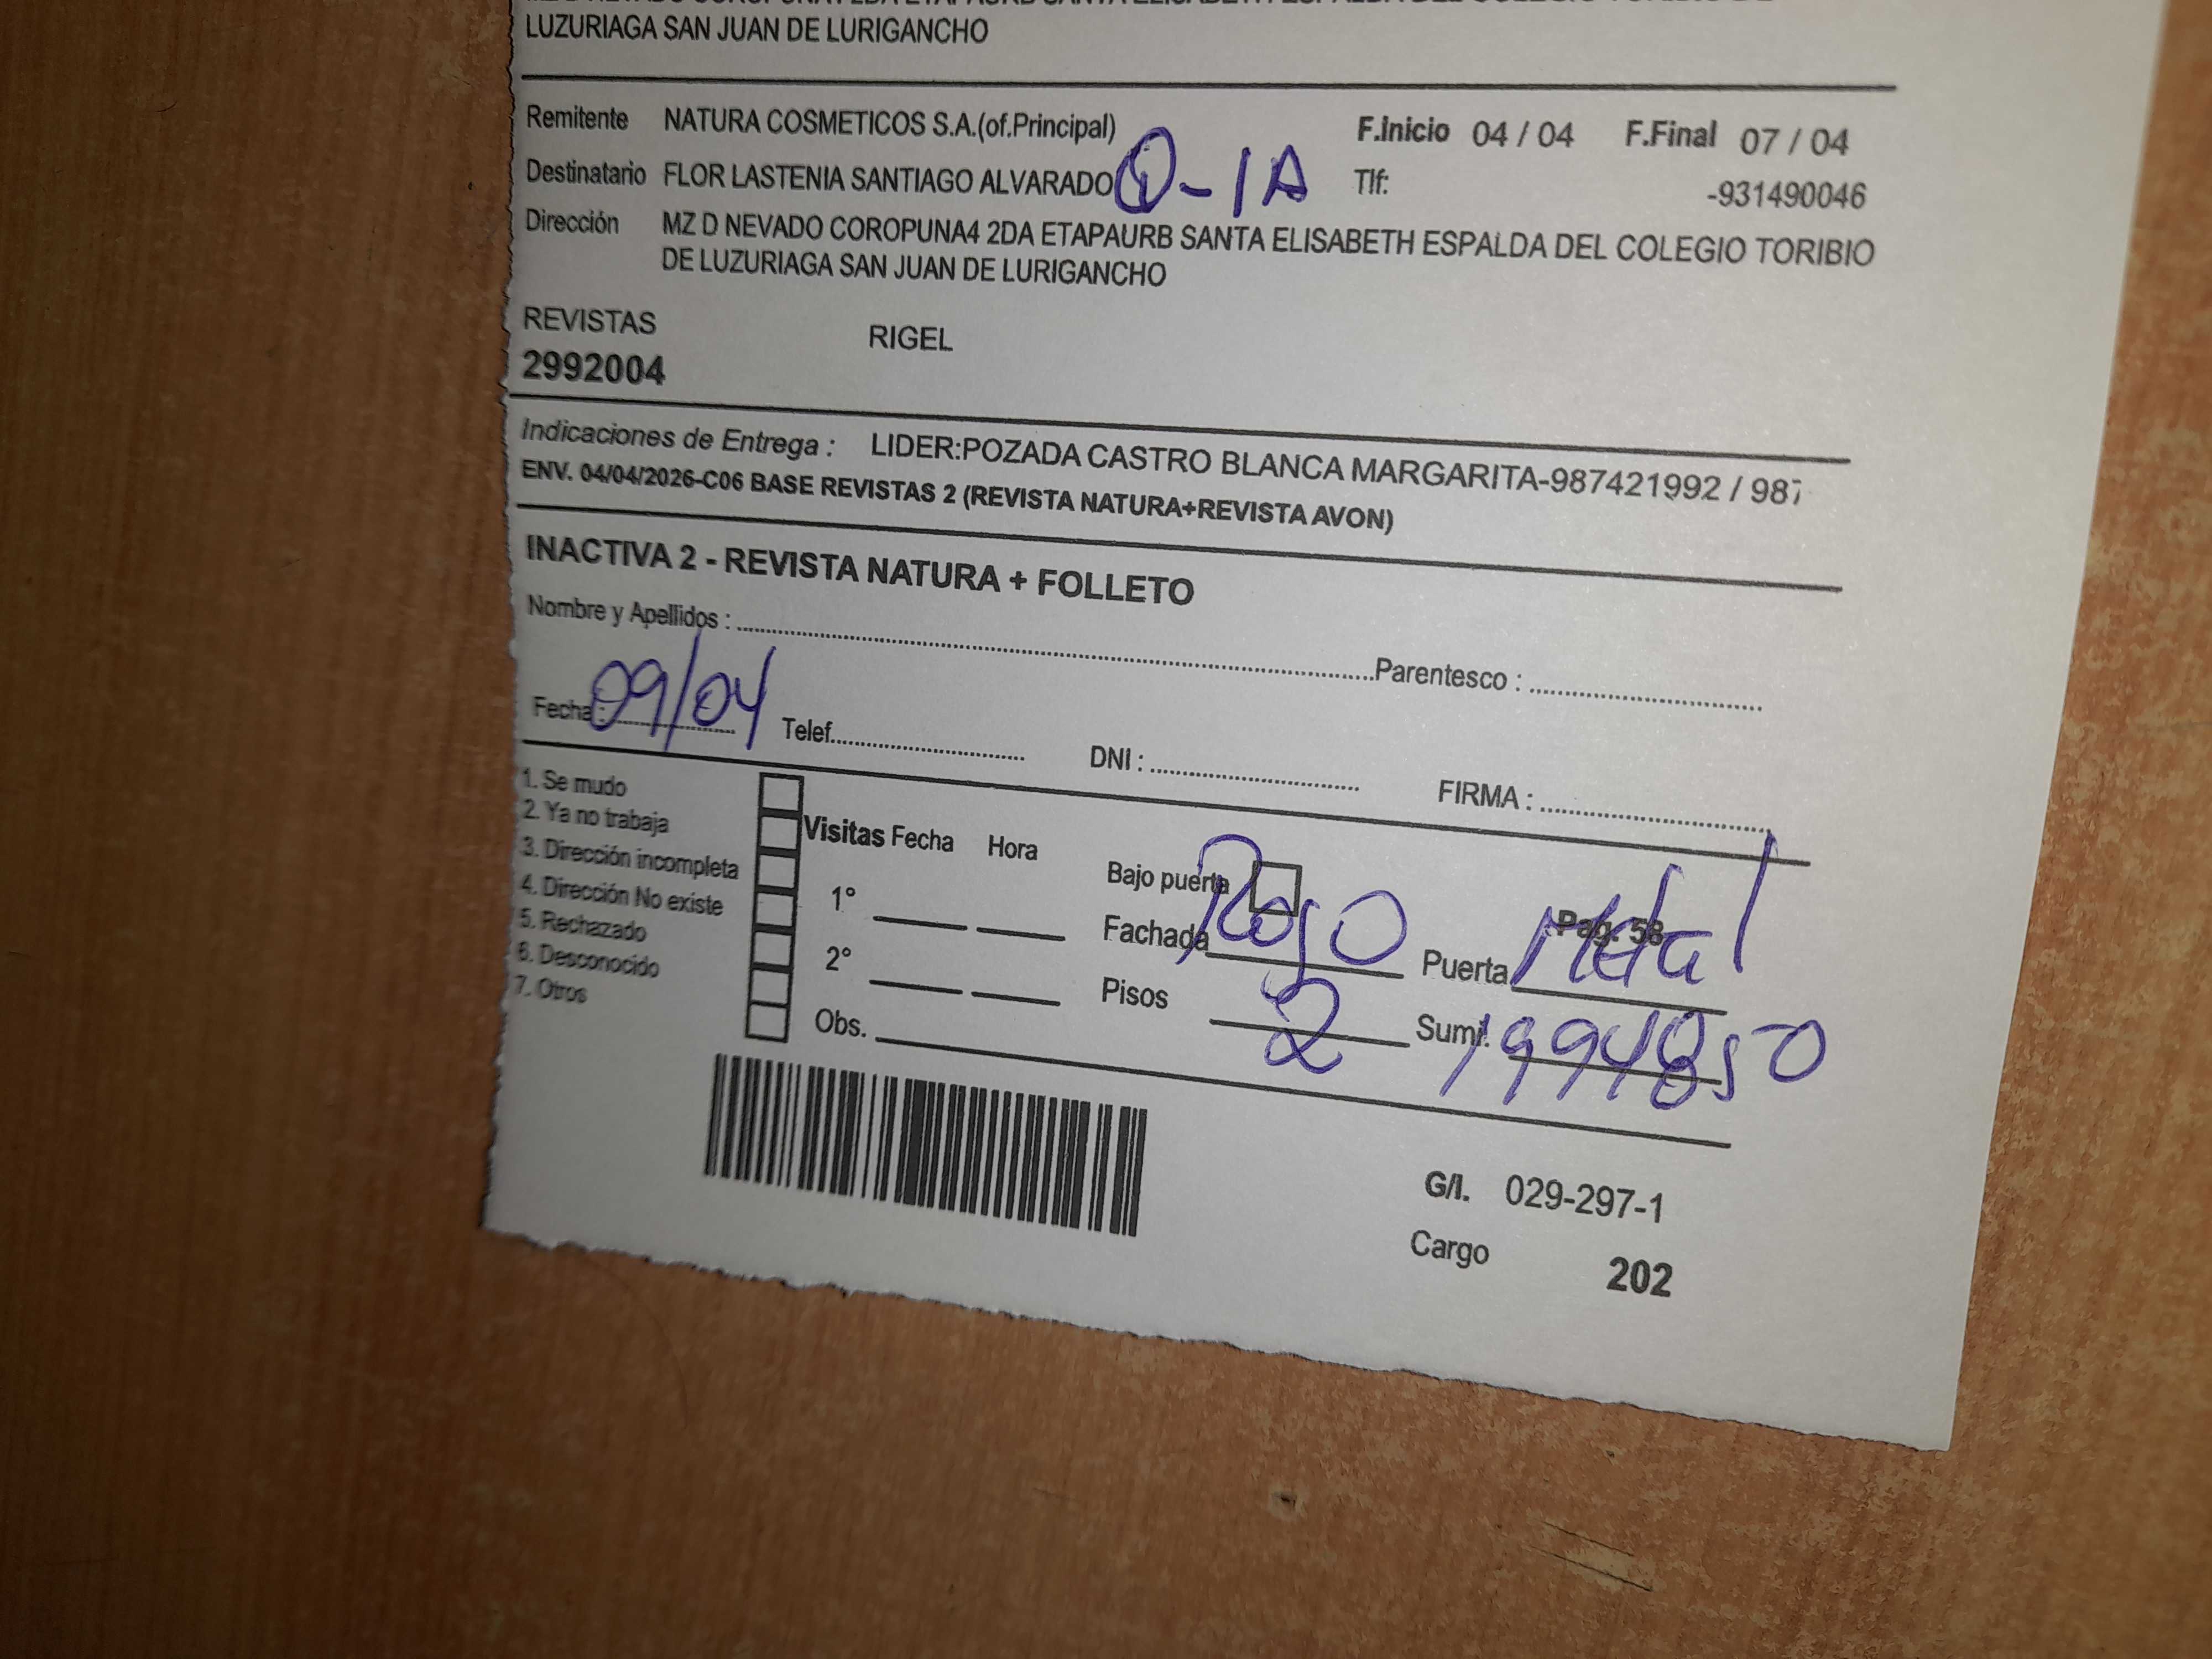 LUZURIAGA SAN JUAN DE LURIGANCHO
Remitente NATURA COSMETICOS S.A.(of.Principal) F.Inicio 04 / 04 F.Final 07 / 04
Destinatario FLOR LASTENIA SANTIAGO ALVARADO Q-1A Tlf: -931490046
Dirección MZ D NEVADO COROPUNA4 2DA ETAPAURB SANTA ELISABETH ESPALDA DEL COLEGIO TORIBIO
DE LUZURIAGA SAN JUAN DE LURIGANCHO
REVISTAS RIGEL
2992004
Indicaciones de Entrega : LIDER:POZADA CASTRO BLANCA MARGARITA-987421992 / 987
ENV. 04/04/2026-C06 BASE REVISTAS 2 (REVISTA NATURA+REVISTA AVON)
INACTIVA 2 - REVISTA NATURA + FOLLETO
Nombre y Apellidos : Parentesco :
Fecha : 09/04 Telef. DNI : FIRMA :
1. Se mudo
2. Ya no trabaja
3. Dirección incompleta
4. Dirección No existe
5. Rechazado
6. Desconocido
7. Otros
Visitas Fecha Hora
1°
2°
Obs.
Bajo puerta Pag. 58
Fachada Rojo Puerta Metal
Pisos 2 Sumi. 1994850
G/I. 029-297-1
Cargo 202